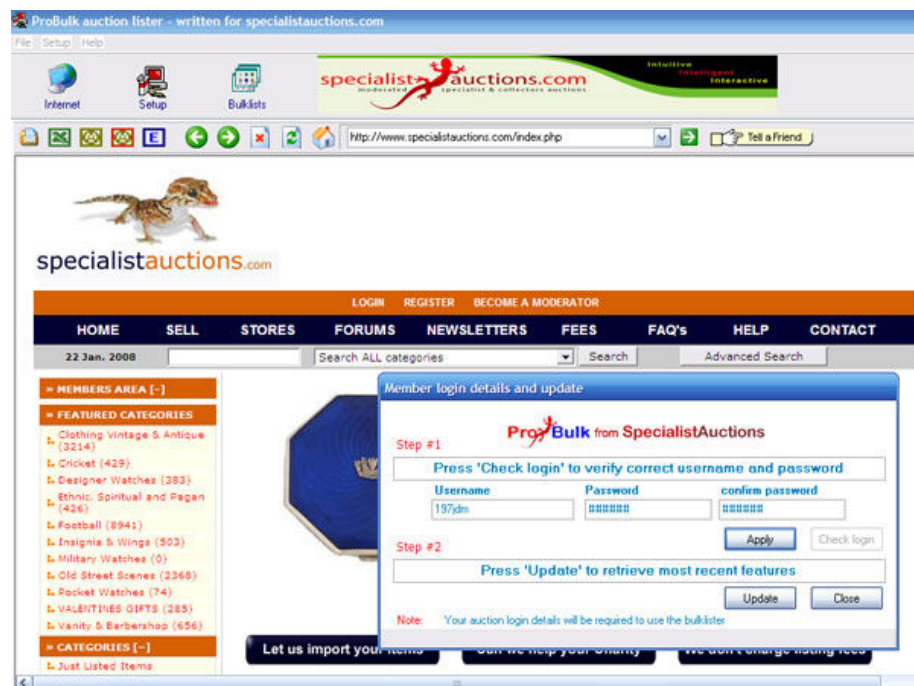 ProBulk auction lister - written for specialistauctions.com
File Setup Help
Internet Setup Bulklists
specialist auctions.com
moderated specialist & collectors auctions
Intuitive
Intelligent
Interactive
E http://www.specialistauctions.com/index.php Tell a Friend
specialistauctions.com
LOGIN REGISTER BECOME A MODERATOR
HOME SELL STORES FORUMS NEWSLETTERS FEES FAQ's HELP CONTACT
22 Jan. 2008 Search ALL categories Search Advanced Search
» MEMBERS AREA [-]
» FEATURED CATEGORIES
Clothing Vintage & Antique
(3214)
Cricket (429)
Designer Watches (383)
Ethnic, Spiritual and Pagan
(426)
Football (8941)
Insignia & Wings (503)
Military Watches (0)
Old Street Scenes (2368)
Pocket Watches (74)
VALENTINES GIFTS (285)
Vanity & Barbershop (656)
» CATEGORIES [-]
Just Listed Items
Member login details and update
ProBulk from SpecialistAuctions
Step #1
Press 'Check login' to verify correct username and password
Username Password confirm password
197jdm ###### ######
Apply Check login
Step #2
Press 'Update' to retrieve most recent features
Update Close
Note: Your auction login details will be required to use the bulklister
Let us import your items Can we help your Charity We don't charge listing fees